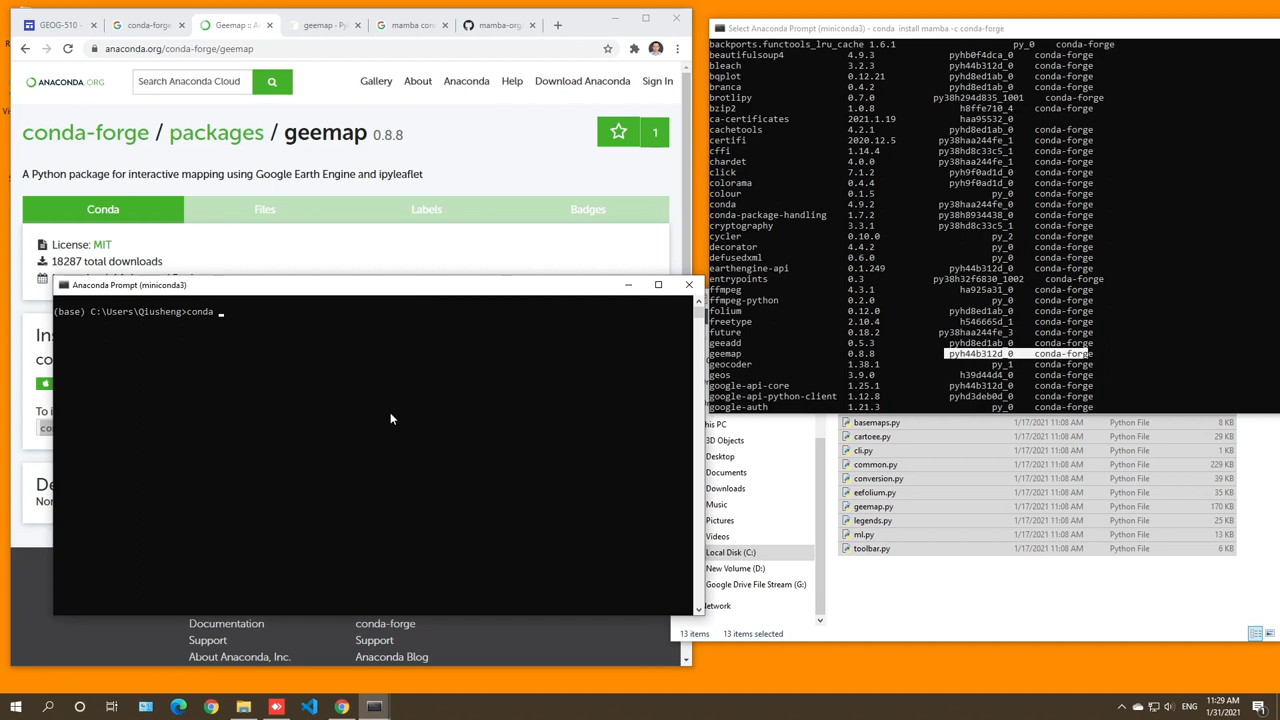 GEOG-510 -
conda-forge
Geemap ::
geemap · Py
mamba con
mamba-org
anaconda.org/conda-forge/geemap
ANACONDA.ORG
Search Anaconda Cloud
Gallery
About
Anaconda
Help
Download Anaconda
Sign In
conda-forge / packages / geemap 0.8.8
1
A Python package for interactive mapping using Google Earth Engine and ipyleaflet
Conda
Files
Labels
Badges
License: MIT
18287 total downloads
Anaconda Prompt (miniconda3)
(base) C:\Users\Qiusheng>conda _
Documentation
conda-forge
Support
Support
About Anaconda, Inc.
Anaconda Blog
Select Anaconda Prompt (miniconda3) - conda install mamba -c conda-forge
backports.functools_lru_cache 1.6.1 py_0 conda-forge
beautifulsoup4 4.9.3 pyhb0f4dca_0 conda-forge
bleach 3.2.3 pyh44b312d_0 conda-forge
bqplot 0.12.21 pyhd8ed1ab_0 conda-forge
branca 0.4.2 pyhd8ed1ab_0 conda-forge
brotlipy 0.7.0 py38h294d835_1001 conda-forge
bzip2 1.0.8 h8ffe710_4 conda-forge
ca-certificates 2021.1.19 haa95532_0
cachetools 4.2.1 pyhd8ed1ab_0 conda-forge
certifi 2020.12.5 py38haa244fe_1 conda-forge
cffi 1.14.4 py38hd8c33c5_1 conda-forge
chardet 4.0.0 py38haa244fe_1 conda-forge
click 7.1.2 pyh9f0ad1d_0 conda-forge
colorama 0.4.4 pyh9f0ad1d_0 conda-forge
colour 0.1.5 py_0 conda-forge
conda 4.9.2 py38haa244fe_0 conda-forge
conda-package-handling 1.7.2 py38h8934438_0 conda-forge
cryptography 3.3.1 py38hd8c33c5_1 conda-forge
cycler 0.10.0 py_2 conda-forge
decorator 4.4.2 py_0 conda-forge
defusedxml 0.6.0 py_0 conda-forge
earthengine-api 0.1.249 pyh44b312d_0 conda-forge
entrypoints 0.3 py38h32f6830_1002 conda-forge
ffmpeg 4.3.1 ha925a31_0 conda-forge
ffmpeg-python 0.2.0 py_0 conda-forge
folium 0.12.0 pyhd8ed1ab_0 conda-forge
freetype 2.10.4 h546665d_1 conda-forge
future 0.18.2 py38haa244fe_3 conda-forge
geeadd 0.5.3 pyhd8ed1ab_0 conda-forge
geemap 0.8.8 pyh44b312d_0 conda-forge
geocoder 1.38.1 py_1 conda-forge
geos 3.9.0 h39d44d4_0 conda-forge
google-api-core 1.25.1 pyh44b312d_0 conda-forge
google-api-python-client 1.12.8 pyhd3deb0d_0 conda-forge
google-auth 1.21.3 py_0 conda-forge
his PC
3D Objects
Desktop
Documents
Downloads
Music
Pictures
Videos
Local Disk (C:)
New Volume (D:)
Google Drive File Stream (G:)
etwork
basemaps.py 1/17/2021 11:08 AM Python File 8 KB
cartoee.py 1/17/2021 11:08 AM Python File 29 KB
cli.py 1/17/2021 11:08 AM Python File 1 KB
common.py 1/17/2021 11:08 AM Python File 229 KB
conversion.py 1/17/2021 11:08 AM Python File 39 KB
eefolium.py 1/17/2021 11:08 AM Python File 35 KB
geemap.py 1/17/2021 11:08 AM Python File 170 KB
legends.py 1/17/2021 11:08 AM Python File 25 KB
ml.py 1/17/2021 11:08 AM Python File 13 KB
toolbar.py 1/17/2021 11:08 AM Python File 6 KB
13 items
13 items selected
ENG
11:29 AM
1/31/2021